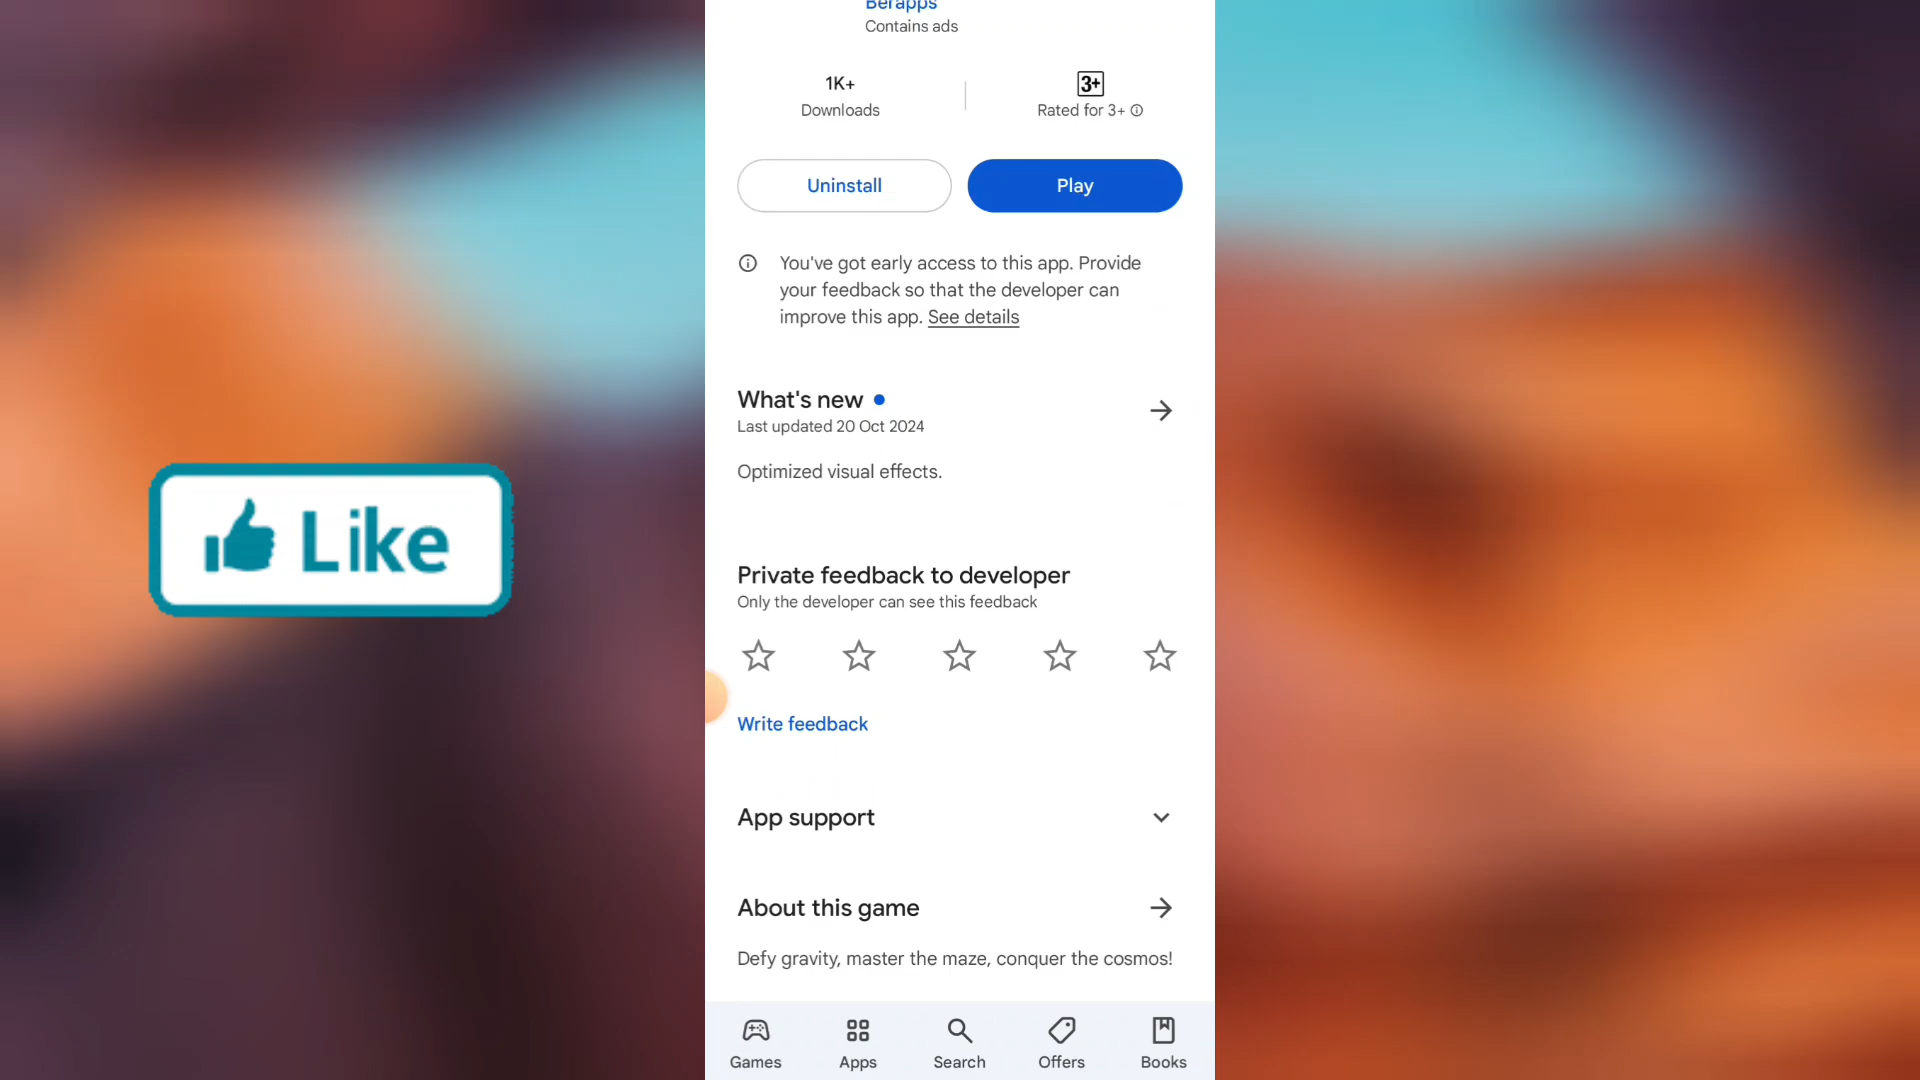 Berapps
Contains ads
1K+
Downloads
3+
Rated for 3+
Uninstall
Play
You've got early access to this app. Provide
your feedback so that the developer can
improve this app. See details
What's new
Last updated 20 Oct 2024
Optimized visual effects.
Like
Private feedback to developer
Only the developer can see this feedback
Write feedback
App support
About this game
Defy gravity, master the maze, conquer the cosmos!
Games
Apps
Search
Offers
Books